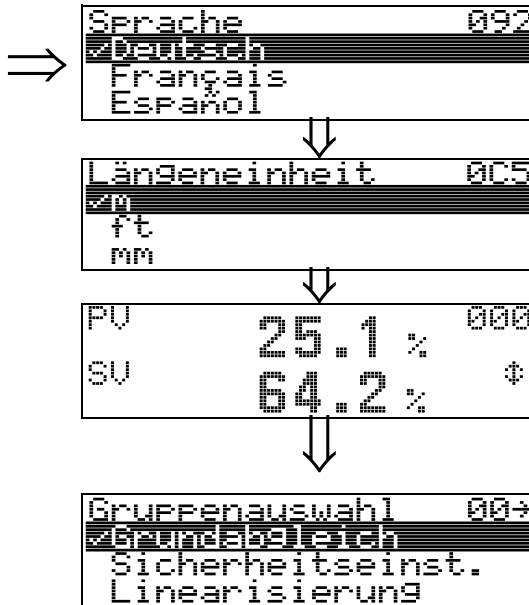 Sprache 092
✓Deutsch
Français
Español
Längeneinheit 0C5
✓m
ft
mm
PV 25.1 % 000
SV 64.2 %
Gruppenauswahl 00→
✓Grundabgleich
Sicherheitseinst.
Linearisierung